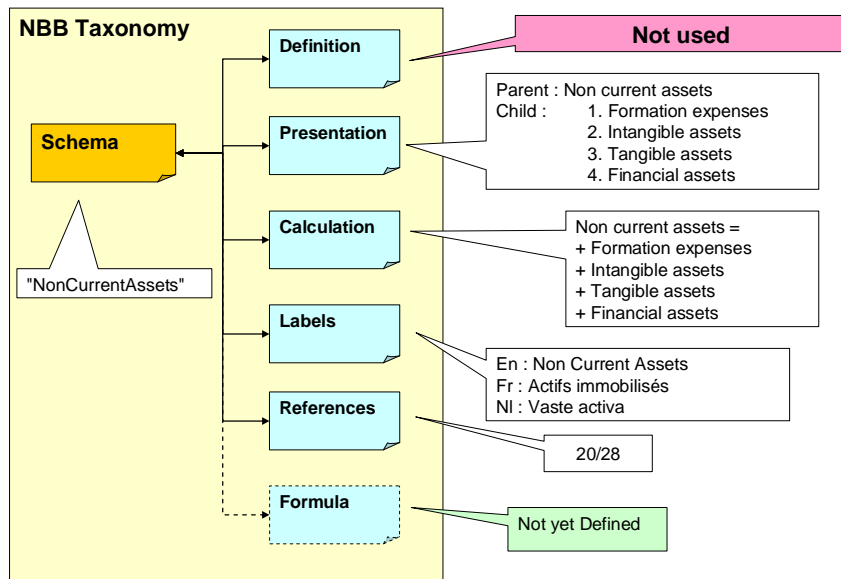 NBB Taxonomy
Definition
Not used
Presentation
Parent : Non current assets
Child : 1. Formation expenses
2. Intangible assets
3. Tangible assets
4. Financial assets
Schema
"NonCurrentAssets"
Calculation
Non current assets =
+ Formation expenses
+ Intangible assets
+ Tangible assets
+ Financial assets
Labels
En : Non Current Assets
Fr : Actifs immobilisés
Nl : Vaste activa
References
20/28
Formula
Not yet Defined